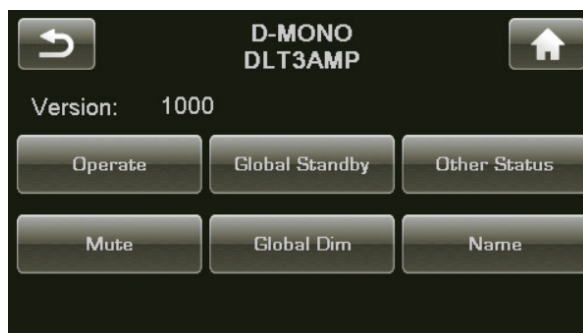 D-MONO
DLT3AMP
Version: 1000
Operate Global Standby Other Status
Mute Global Dim Name